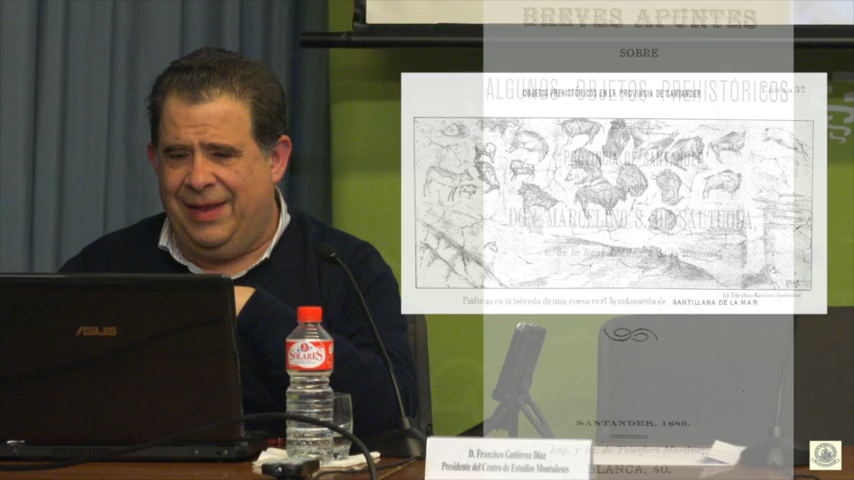 BREVES APUNTES
SOBRE
ALGUNOS OBJETOS PREHISTÓRICOS
OBJETOS PREHISTÓRICOS EN LA PROVINCIA DE SANTANDER
PROVINCIA DE SANTANDER
DON MARCELINO S. DE SAUTUOLA,
C. de la Real
Pinturas en la bóveda de una cueva en el Ayuntamiento de SANTILLANA DE LA MAR
SANTANDER. 1880.
Imp. y Lit. de Telesforo Martínez
BLANCA, 40.
ASUS
SOLARES
D. Francisco Gutiérrez Díaz
Presidente del Centro de Estudios Montañeses